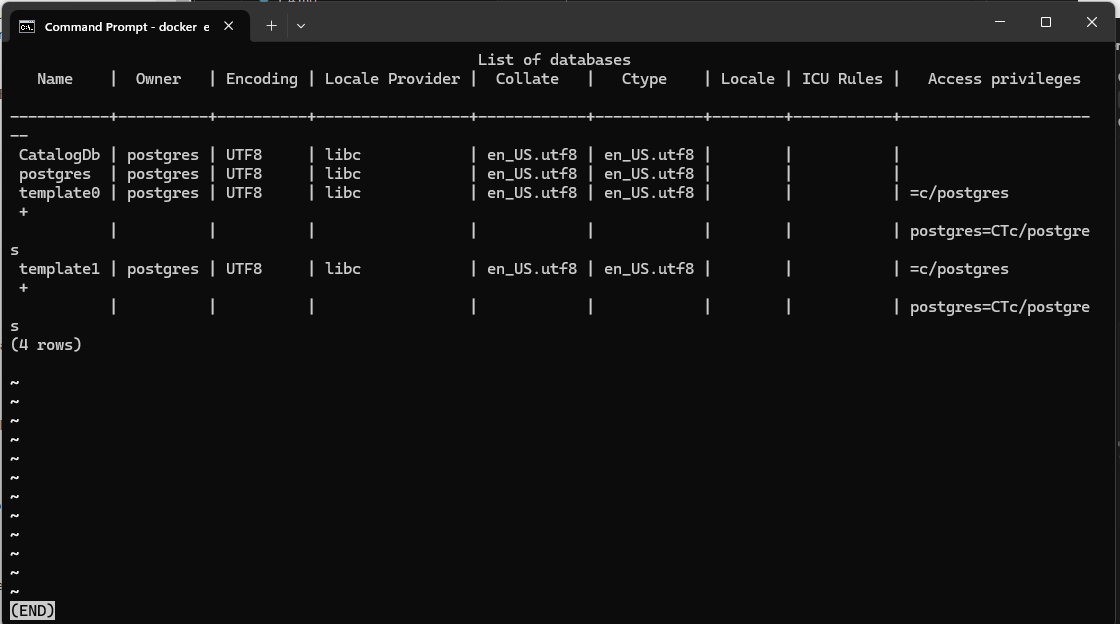 Command Prompt - docker e
List of databases
Name | Owner | Encoding | Locale Provider | Collate | Ctype | Locale | ICU Rules | Access privileges
-----------+----------+----------+-----------------+------------+------------+--------+-----------+---------------------
--
CatalogDb | postgres | UTF8 | libc | en_US.utf8 | en_US.utf8 | | |
postgres | postgres | UTF8 | libc | en_US.utf8 | en_US.utf8 | | |
template0 | postgres | UTF8 | libc | en_US.utf8 | en_US.utf8 | | | =c/postgres
+
| | | | | | | | postgres=CTc/postgre
s
template1 | postgres | UTF8 | libc | en_US.utf8 | en_US.utf8 | | | =c/postgres
+
| | | | | | | | postgres=CTc/postgre
s
(4 rows)
~
~
~
~
~
~
~
~
~
~
~
~
(END)